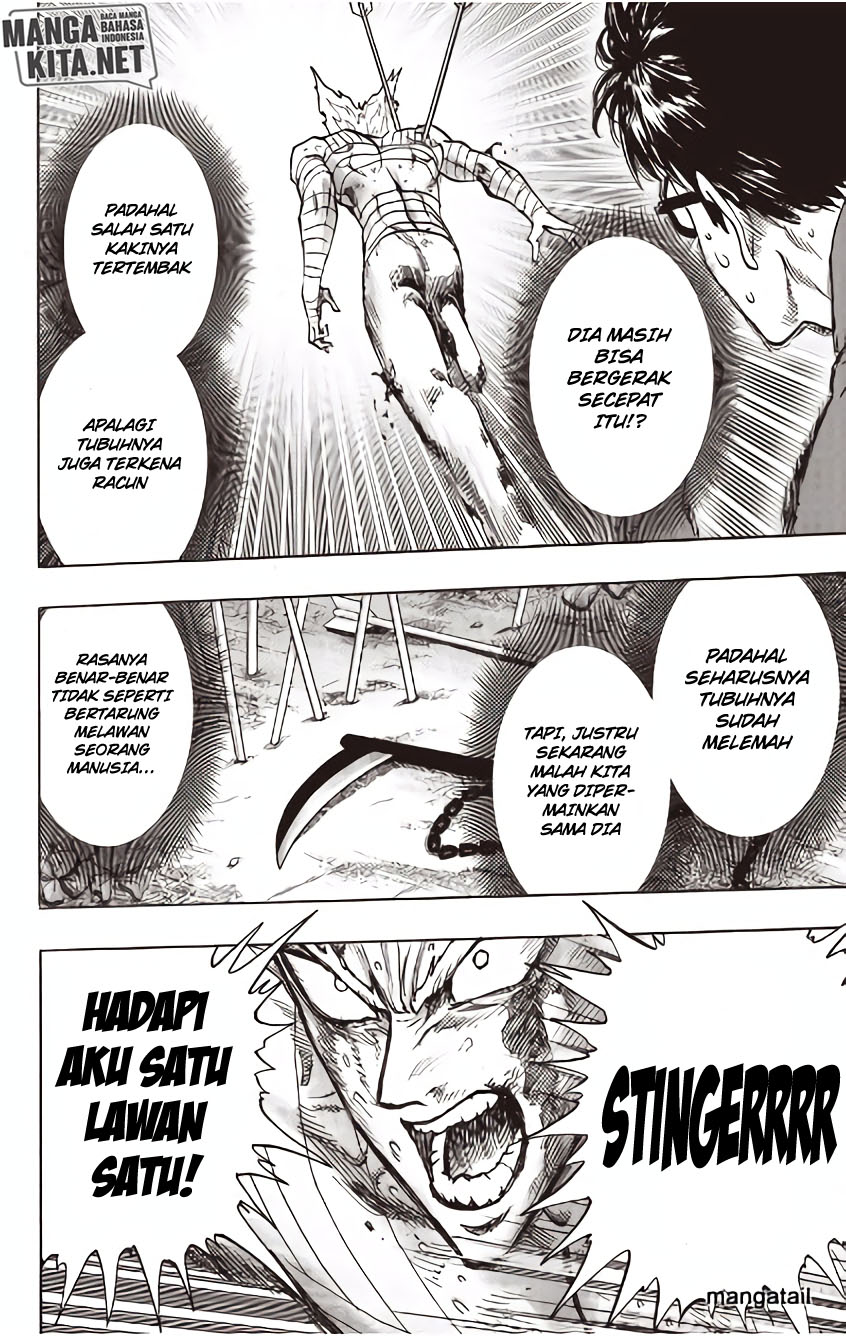 MANGA
KITA.NET
BACA MANGA
BAHASA
INDONESIA
DIA MASIH
BISA
BERGERAK
SECEPAT
ITU!?
PADAHAL
SALAH SATU
KAKINYA
TERTEMBAK
APALAGI
TUBUHNYA
JUGA TERKENA
RACUN
PADAHAL
SEHARUSNYA
TUBUHNYA
SUDAH
MELEMAH
TAPI, JUSTRU
SEKARANG
MALAH KITA
YANG DIPER-
MAINKAN
SAMA DIA
RASANYA
BENAR-BENAR
TIDAK SEPERTI
BERTARUNG
MELAWAN
SEORANG
MANUSIA...
STINGERRRR
HADAPI
AKU SATU
LAWAN
SATU!
mangatail